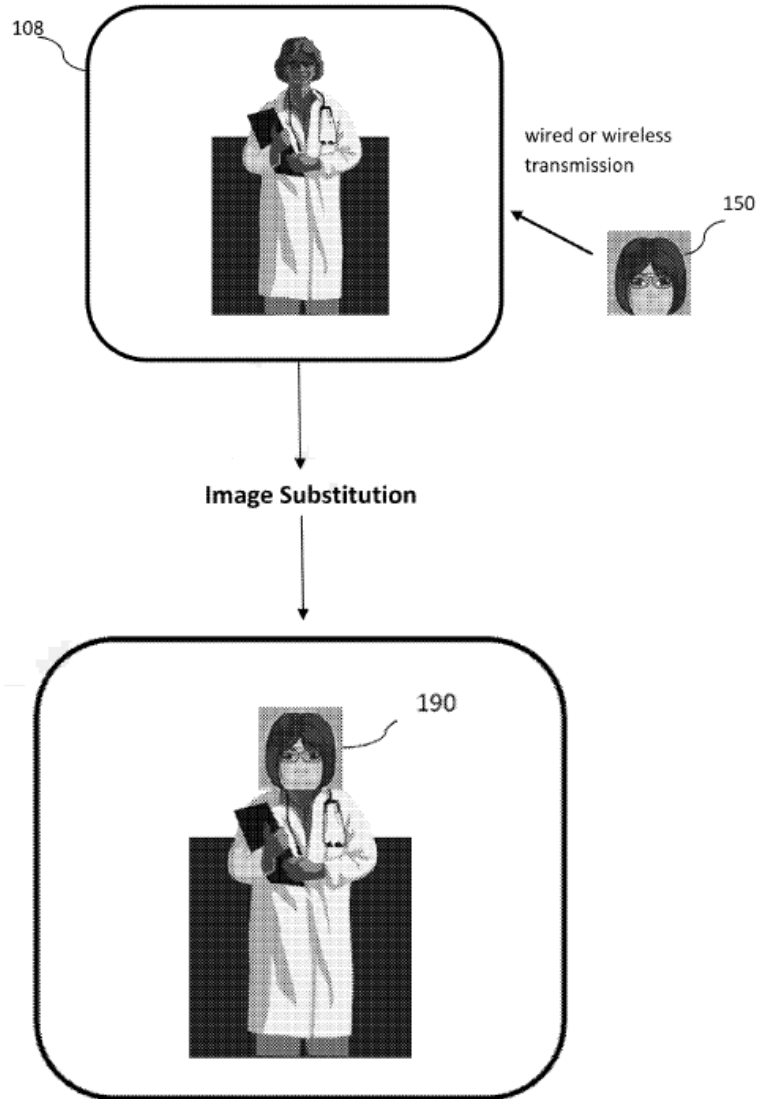 108
wired or wireless
transmission
150
Image Substitution
190